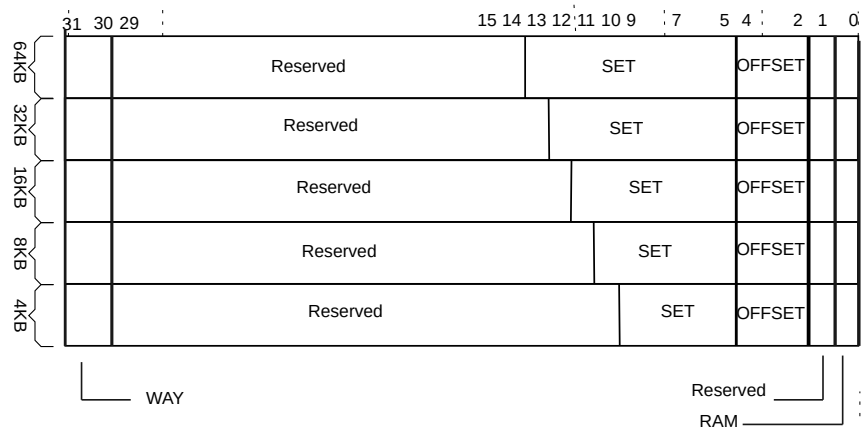 31 30 29 15 14 13 12 11 10 9 7 5 4 2 1 0
64KB Reserved SET OFFSET
32KB Reserved SET OFFSET
16KB Reserved SET OFFSET
8KB Reserved SET OFFSET
4KB Reserved SET OFFSET
WAY Reserved
RAM